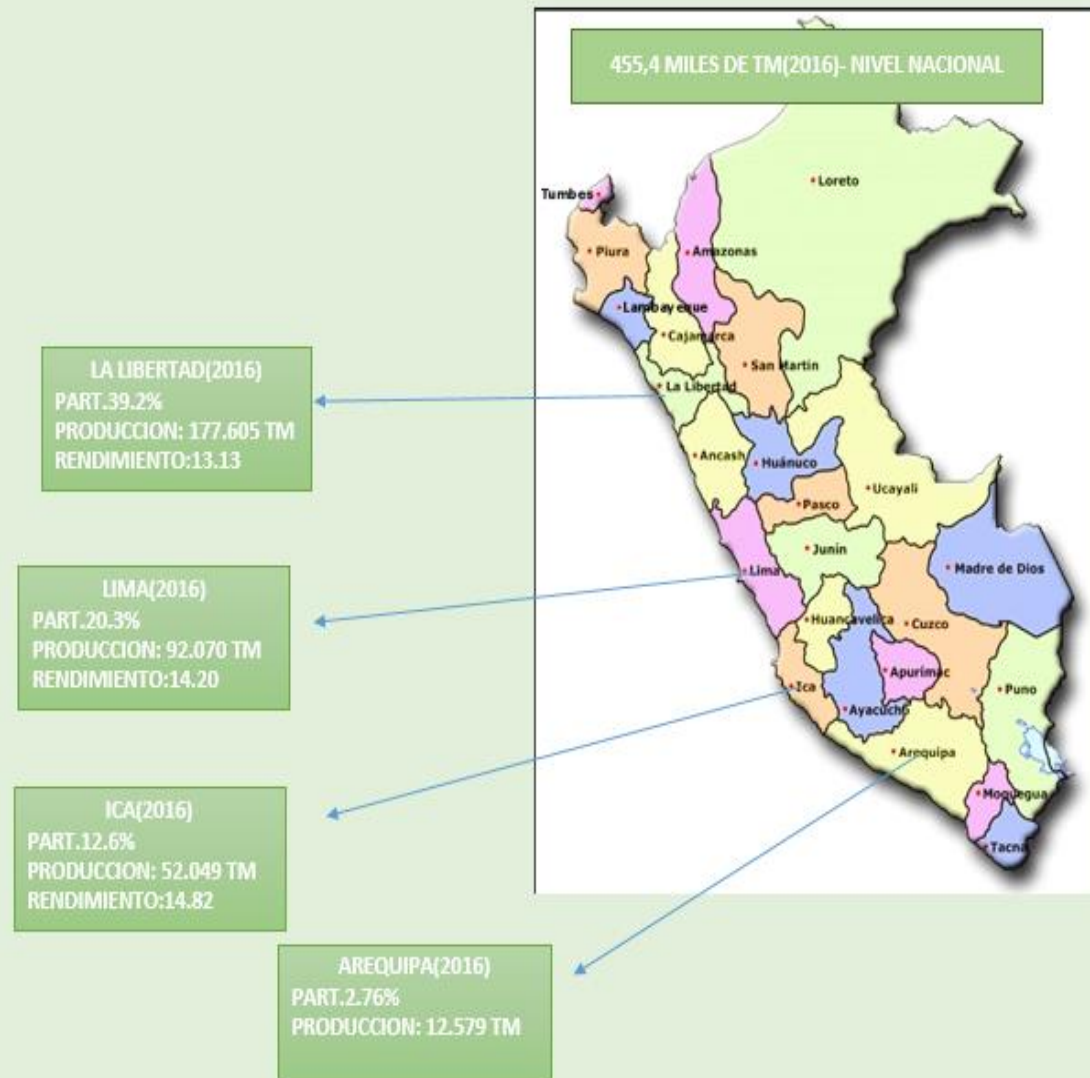 455,4 MILES DE TM(2016)- NIVEL NACIONAL
Loreto
Tumbes
Piura
Amazonas
Lambayeque
Cajamarca
San Martín
La Libertad
Ancash
Huánuco
Ucayali
Pasco
Junín
Madre de Dios
Lima
Huancavelica
Cuzco
Apurímac
Puno
Ica
Ayacucho
Arequipa
Moquegua
Tacna
LA LIBERTAD(2016)
PART.39.2%
PRODUCCION: 177.605 TM
RENDIMIENTO:13.13
LIMA(2016)
PART.20.3%
PRODUCCION: 92.070 TM
RENDIMIENTO:14.20
ICA(2016)
PART.12.6%
PRODUCCION: 52.049 TM
RENDIMIENTO:14.82
AREQUIPA(2016)
PART.2.76%
PRODUCCION: 12.579 TM